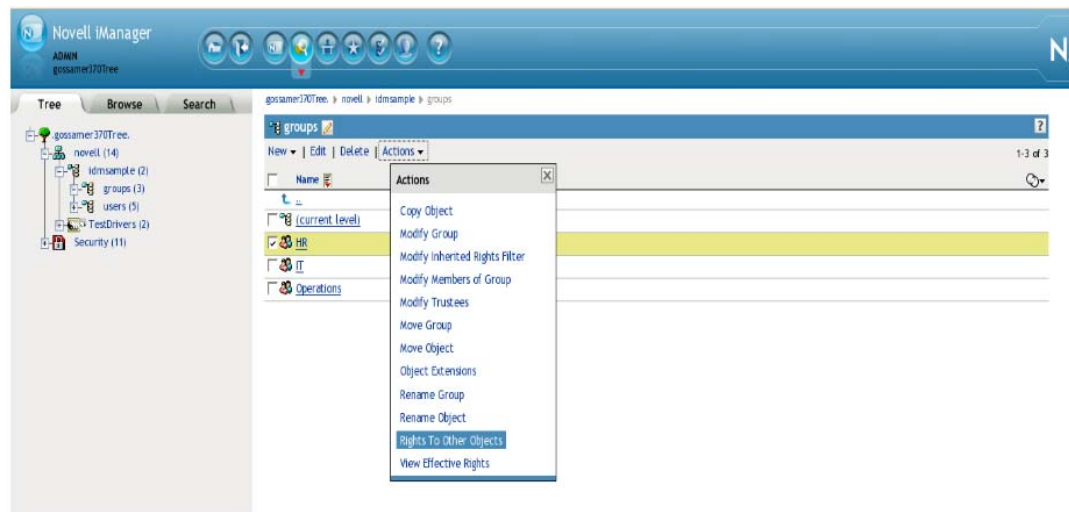 Novell iManager
ADMIN
gossamer370Tree
N
Tree
Browse
Search
gossamer370Tree. novell idmsample groups
.gossamer370Tree.
novell (14)
idmsample (2)
groups (3)
users (5)
TestDrivers (2)
Security (11)
groups
?
New | Edit | Delete | Actions
1-3 of 3
Name
..
(current level)
HR
IT
Operations
Actions
Copy Object
Modify Group
Modify Inherited Rights Filter
Modify Members of Group
Modify Trustees
Move Group
Move Object
Object Extensions
Rename Group
Rename Object
Rights To Other Objects
View Effective Rights